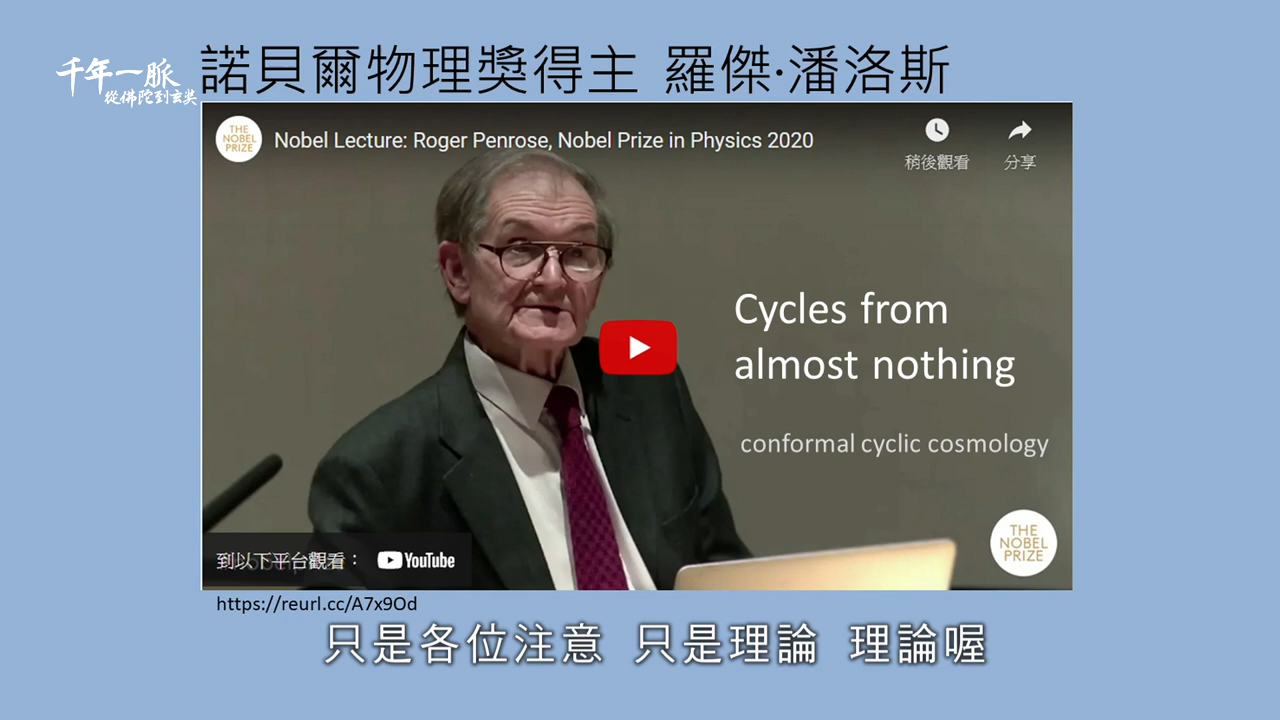 千年一脈
從佛陀到玄奘
諾貝爾物理獎得主 羅傑·潘洛斯
THE
NOBEL
PRIZE
Nobel Lecture: Roger Penrose, Nobel Prize in Physics 2020
稍後觀看
分享
Cycles from
almost nothing
conformal cyclic cosmology
THE
NOBEL
PRIZE
到以下平台觀看：
YouTube
https://reurl.cc/A7x9Od
只是各位注意 只是理論 理論喔